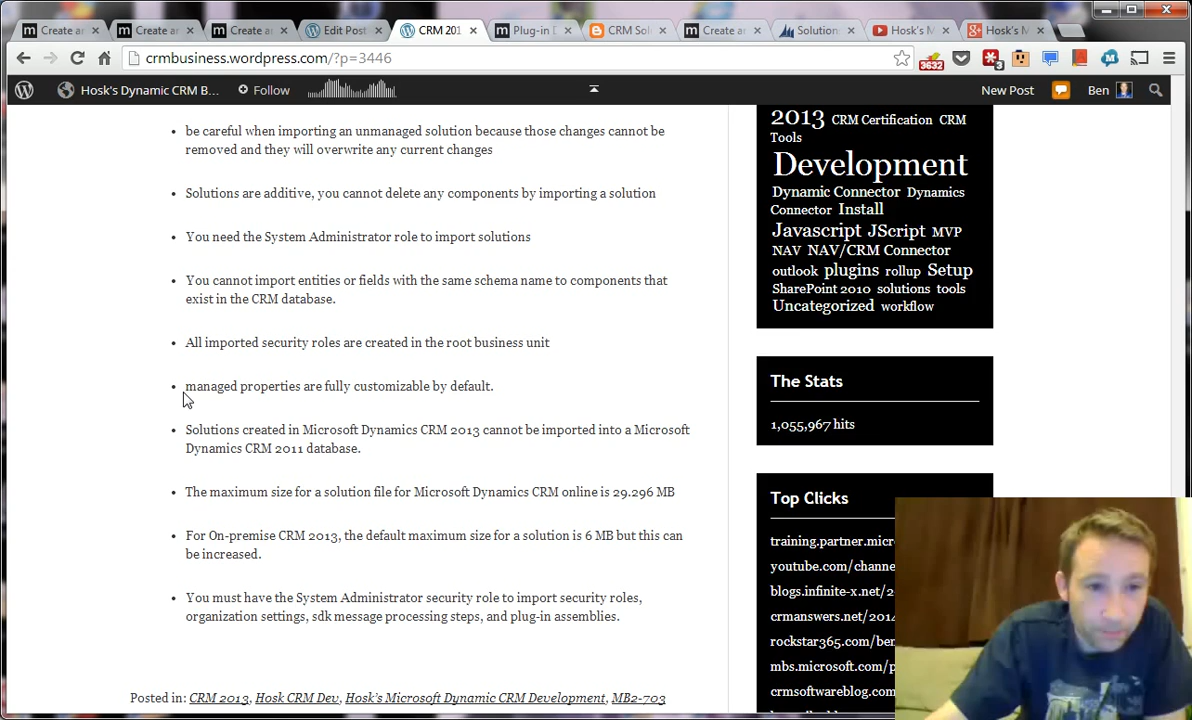 Create ar
Create ar
Create ar
Edit Post
CRM 201
Plug-in D
CRM Sol
Create ar
Solution
Hosk's M
Hosk's M
crmbusiness.wordpress.com/?p=3446
3632
3
Hosk's Dynamic CRM B...
Follow
New Post
Ben
be careful when importing an unmanaged solution because those changes cannot be
removed and they will overwrite any current changes
Solutions are additive, you cannot delete any components by importing a solution
You need the System Administrator role to import solutions
You cannot import entities or fields with the same schema name to components that
exist in the CRM database.
All imported security roles are created in the root business unit
managed properties are fully customizable by default.
Solutions created in Microsoft Dynamics CRM 2013 cannot be imported into a Microsoft
Dynamics CRM 2011 database.
The maximum size for a solution file for Microsoft Dynamics CRM online is 29.296 MB
For On-premise CRM 2013, the default maximum size for a solution is 6 MB but this can
be increased.
You must have the System Administrator security role to import security roles,
organization settings, sdk message processing steps, and plug-in assemblies.
Posted in: CRM 2013, Hosk CRM Dev, Hosk's Microsoft Dynamic CRM Development, MB2-703
2013 CRM Certification CRM
Tools
Development
Dynamic Connector Dynamics
Connector Install
Javascript JScript MVP
NAV NAV/CRM Connector
outlook plugins rollup Setup
SharePoint 2010 solutions tools
Uncategorized workflow
The Stats
1,055,967 hits
Top Clicks
training.partner.micr
youtube.com/channe
blogs.infinite-x.net/2
crmanswers.net/2014
rockstar365.com/ben
mbs.microsoft.com/p
crmsoftwareblog.com